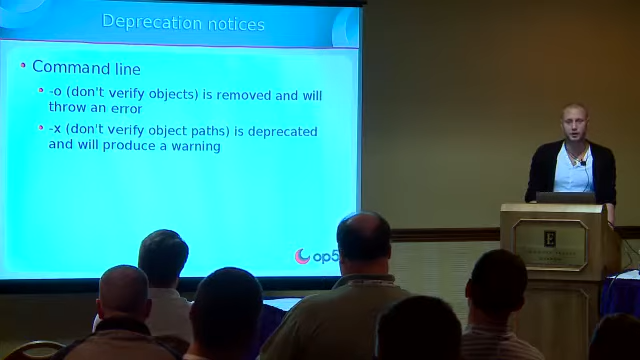 Deprecation notices
Command line
-o (don't verify objects) is removed and will
throw an error
-x (don't verify object paths) is deprecated
and will produce a warning
op5
E